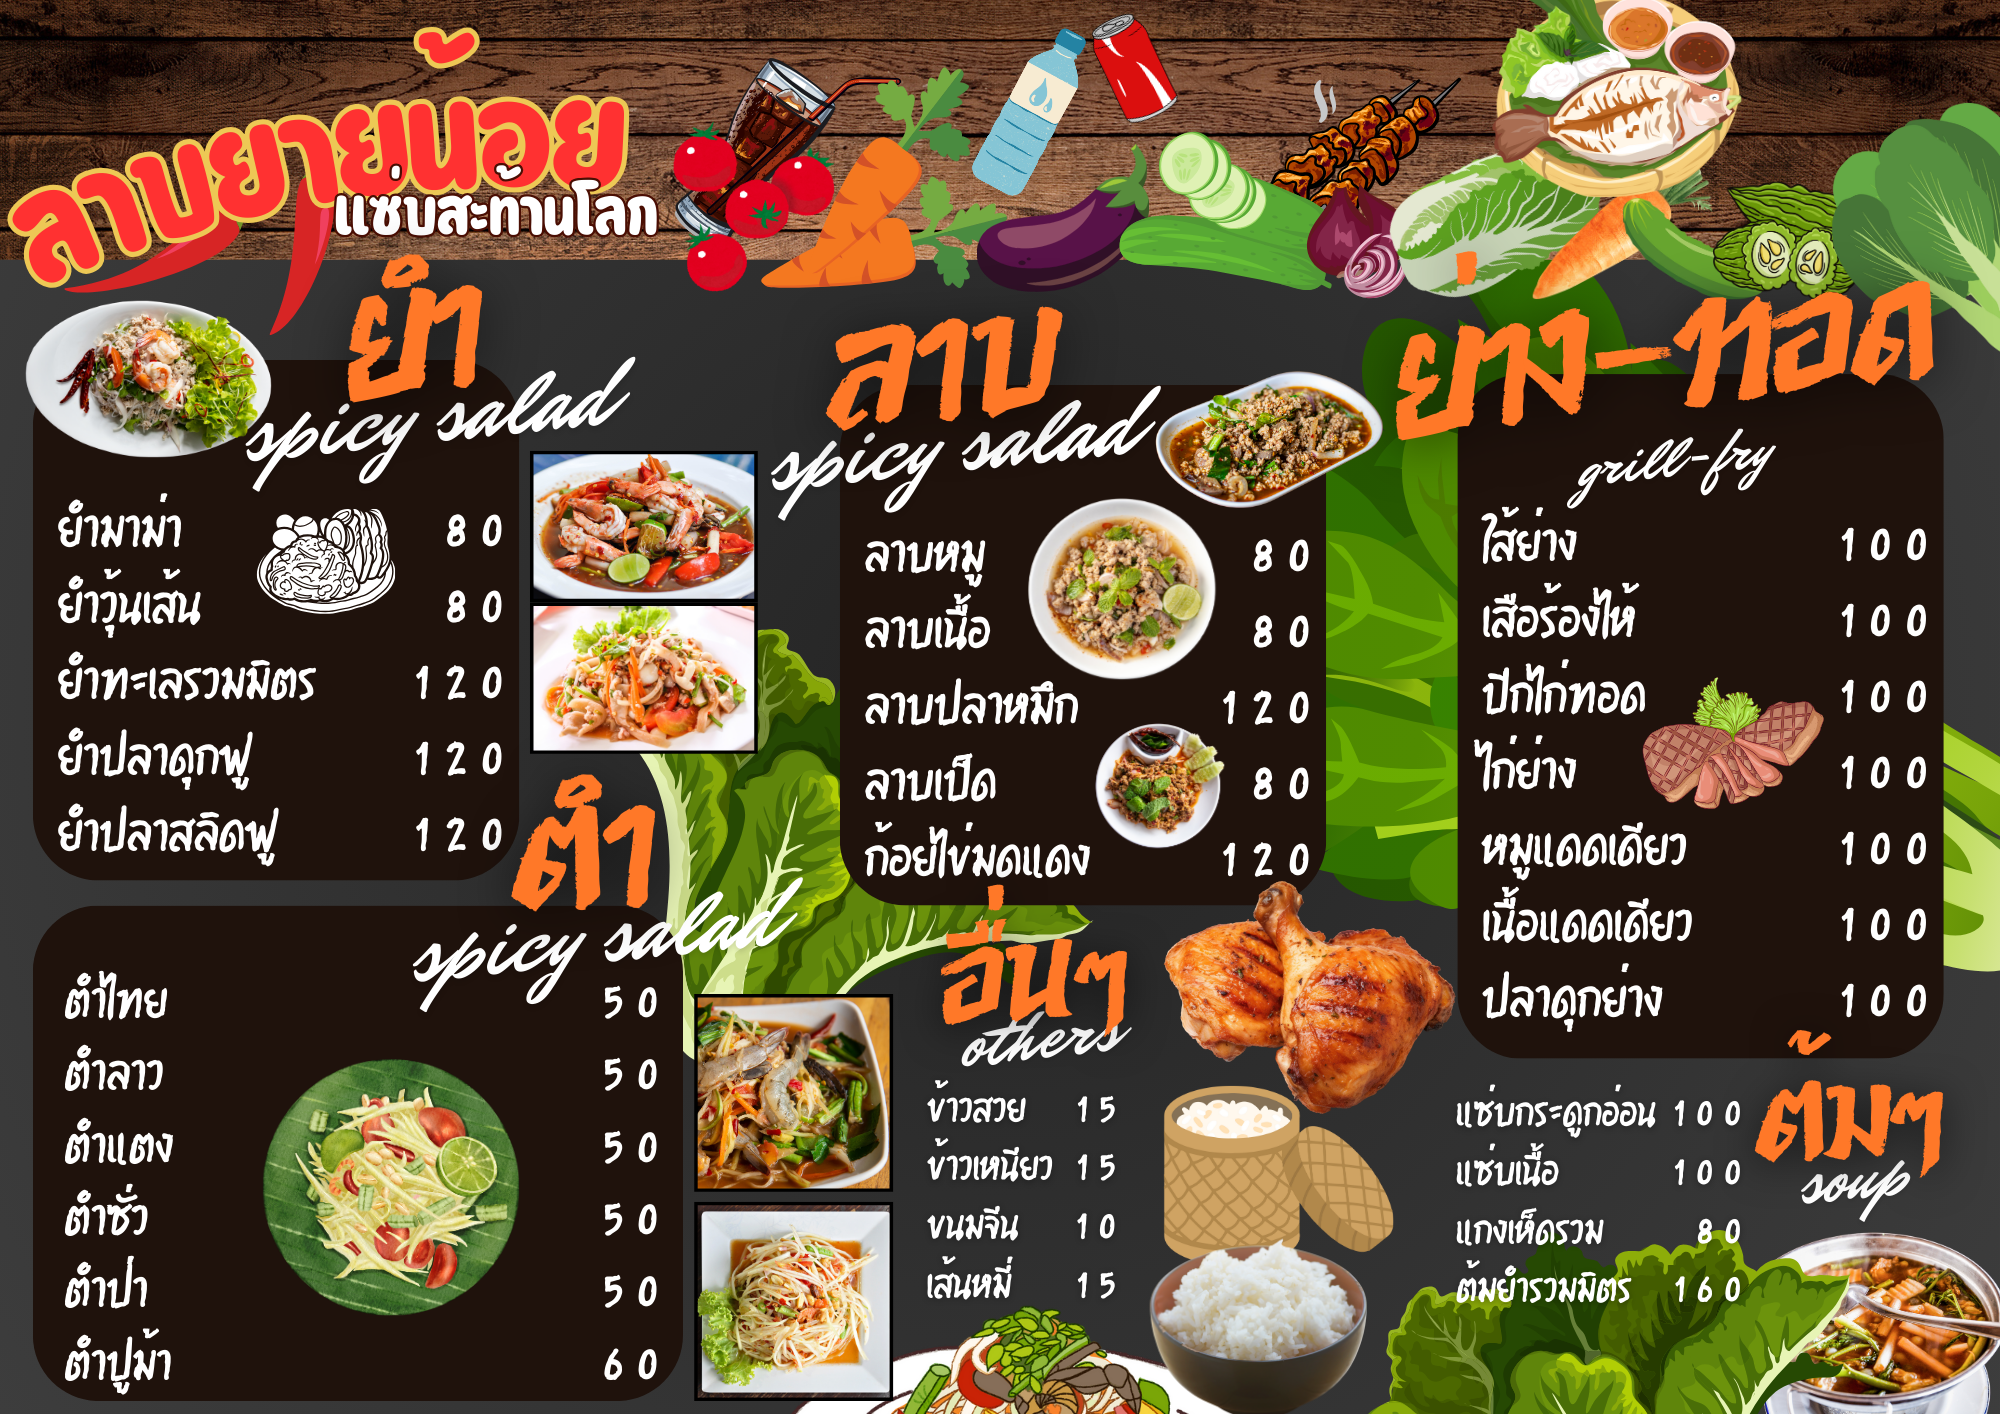 ลาบยายน้อย
แซ่บสะท้านโลก
ยำ
spicy salad
ยำมาม่า 80
ยำวุ้นเส้น 80
ยำทะเลรวมมิตร 120
ยำปลาดุกฟู 120
ยำปลาสลิดฟู 120
ตำ
spicy salad
ตำไทย 50
ตำลาว 50
ตำแตง 50
ตำซั่ว 50
ตำป่า 50
ตำปูม้า 60
ลาบ
spicy salad
ลาบหมู 80
ลาบเนื้อ 80
ลาบปลาหมึก 120
ลาบเป็ด 80
ก้อยไข่มดแดง 120
อื่นๆ
others
ข้าวสวย 15
ข้าวเหนียว 15
ขนมจีน 10
เส้นหมี่ 15
ย่าง-ทอด
grill-fry
ไส้ย่าง 100
เสือร้องไห้ 100
ปีกไก่ทอด 100
ไก่ย่าง 100
หมูแดดเดียว 100
เนื้อแดดเดียว 100
ปลาดุกย่าง 100
ต้มๆ
soup
แซ่บกระดูกอ่อน 100
แซ่บเนื้อ 100
แกงเห็ดรวม 80
ต้มยำรวมมิตร 160